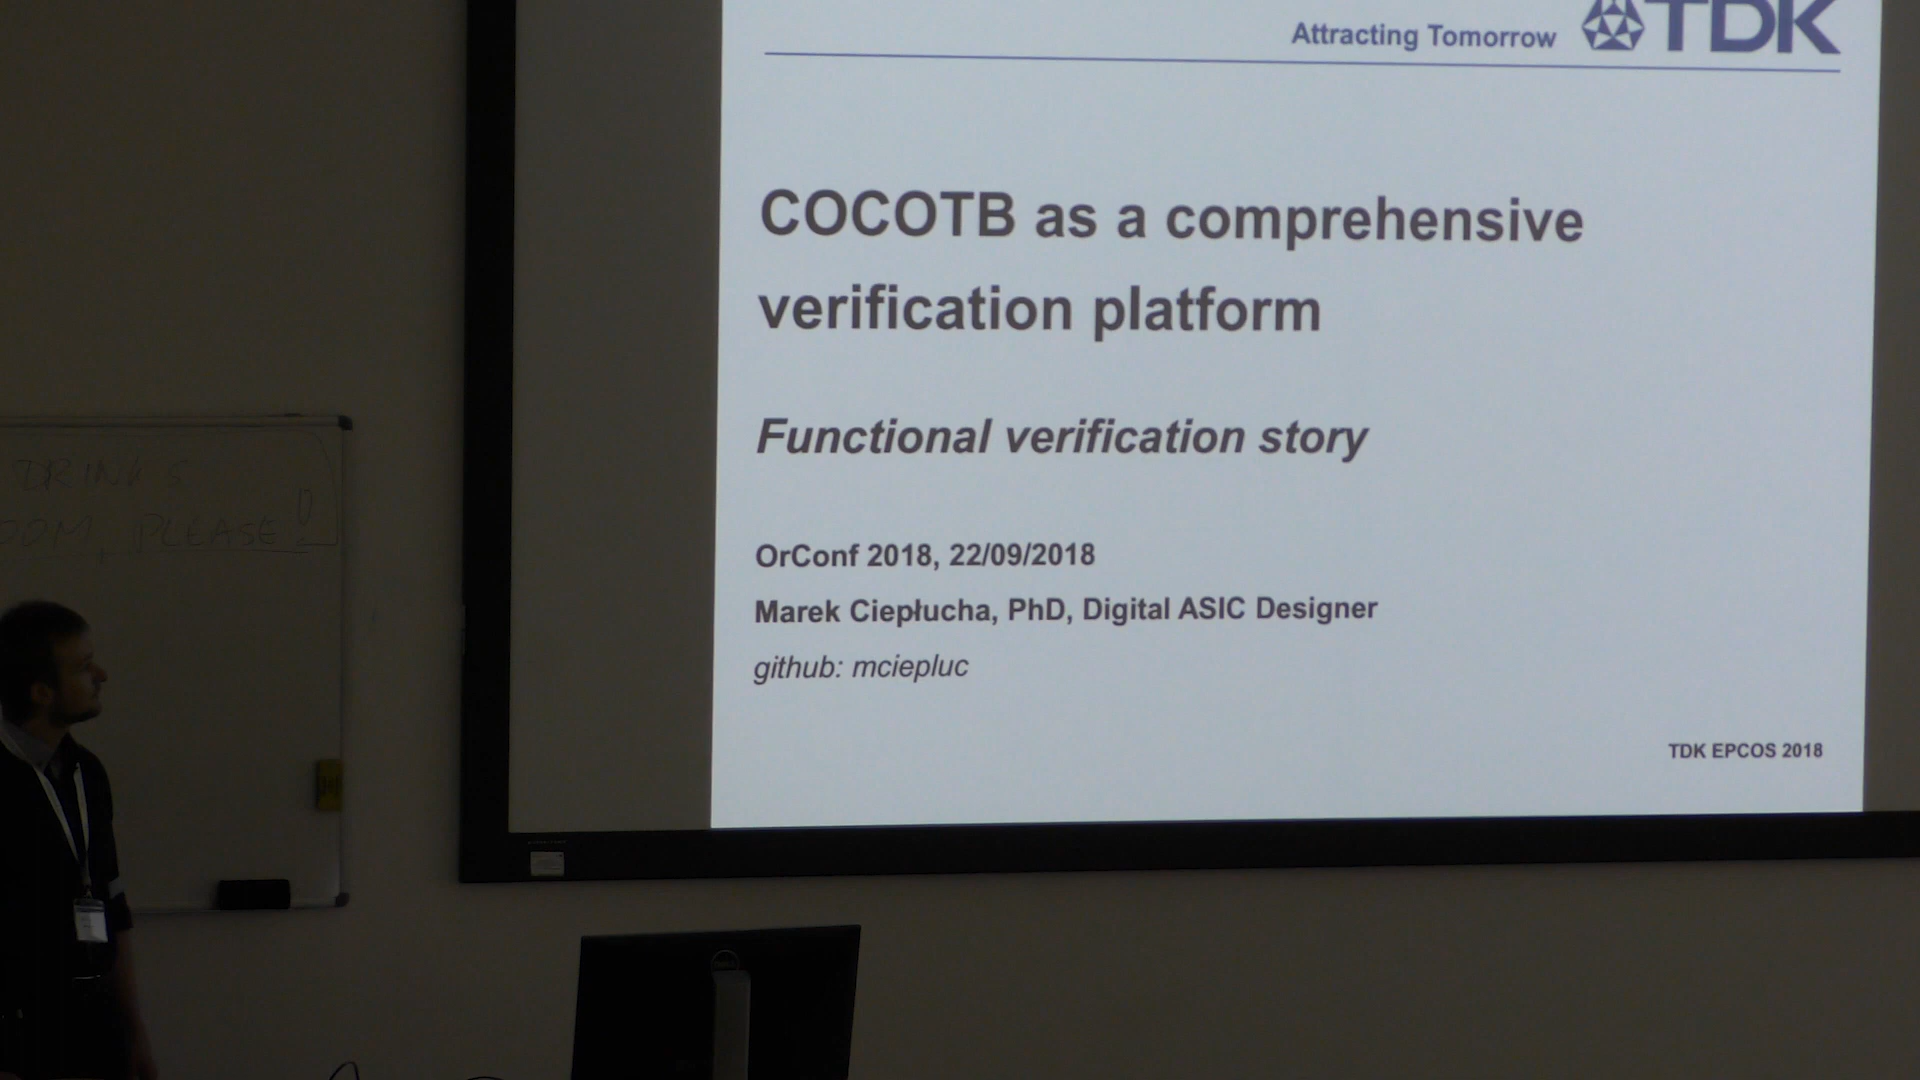 Attracting Tomorrow TDK
COCOTB as a comprehensive
verification platform
Functional verification story
OrConf 2018, 22/09/2018
Marek Ciepłucha, PhD, Digital ASIC Designer
github: mciepluc
TDK EPCOS 2018
DRINKS
PLEASE!